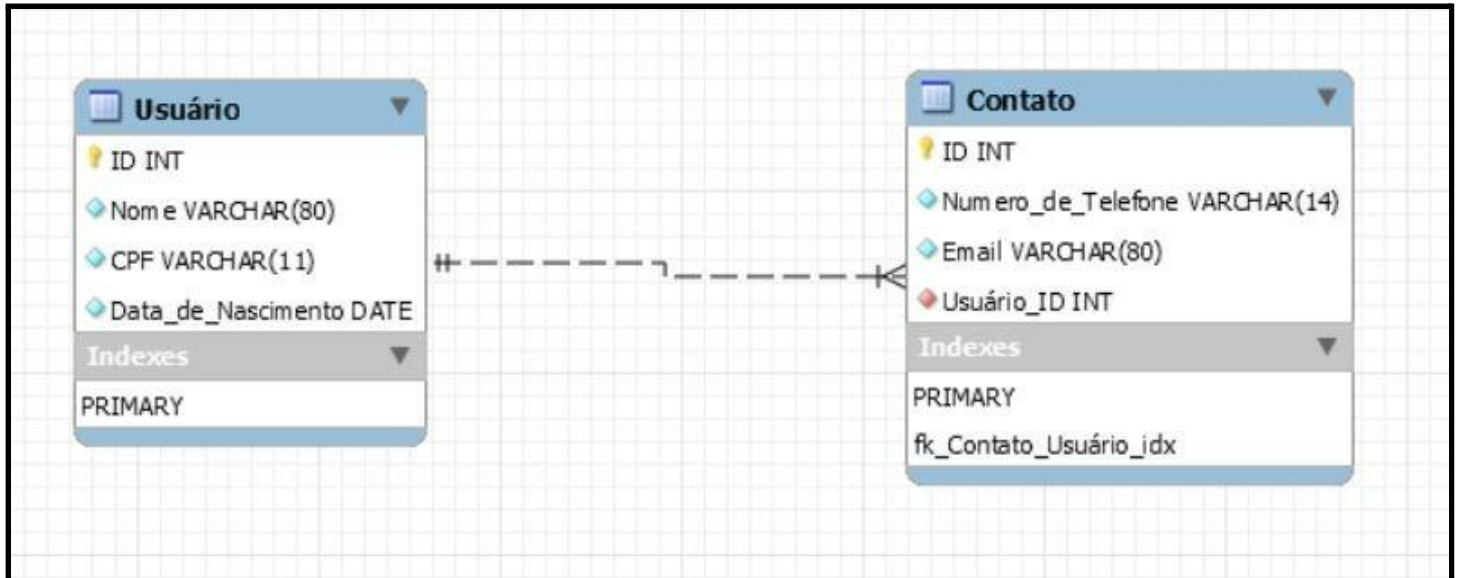 Usuário
ID INT
Nome VARCHAR(80)
CPF VARCHAR(11)
Data_de_Nascimento DATE
Indexes
PRIMARY
Contato
ID INT
Numero_de_Telefone VARCHAR(14)
Email VARCHAR(80)
Usuário_ID INT
Indexes
PRIMARY
fk_Contato_Usuário_idx